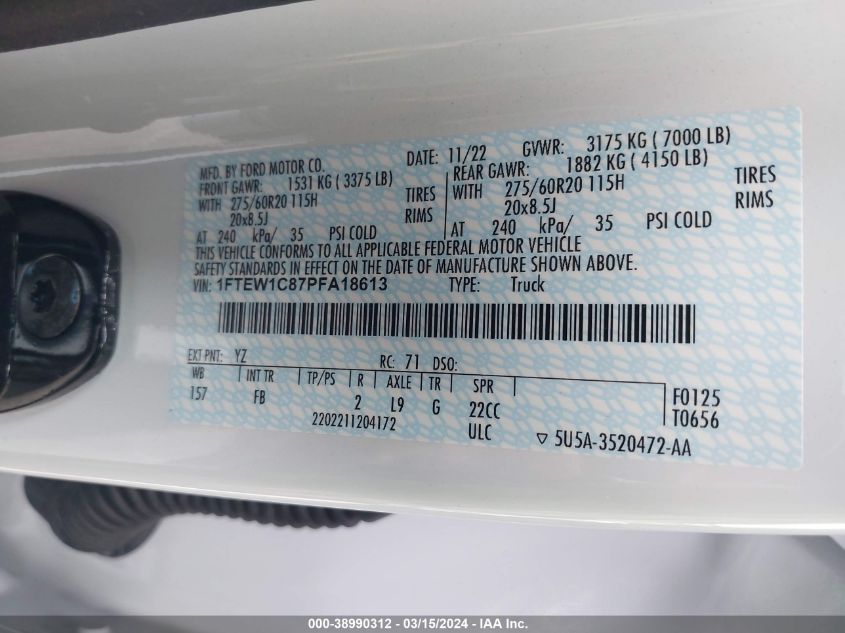 MFD. BY FORD MOTOR CO. DATE: 11/22 GVWR: 3175 KG ( 7000 LB)
FRONT GAWR: 1531 KG ( 3375 LB) REAR GAWR: 1882 KG ( 4150 LB)
WITH 275/60R20 115H TIRES WITH 275/60R20 115H TIRES
20x8.5J RIMS 20x8.5J RIMS
AT 240 kPa/ 35 PSI COLD AT 240 kPa/ 35 PSI COLD
THIS VEHICLE CONFORMS TO ALL APPLICABLE FEDERAL MOTOR VEHICLE
SAFETY STANDARDS IN EFFECT ON THE DATE OF MANUFACTURE SHOWN ABOVE.
VIN: 1FTEW1C87PFA18613 TYPE: Truck
EXT PNT: YZ RC: 71 DSO:
WB INT TR TP/PS R AXLE TR SPR
157 FB 2 L9 G 22CC F0125
2202211204172 ULC T0656
▽ 5U5A-3520472-AA
000-38990312 - 03/15/2024 - IAA Inc.